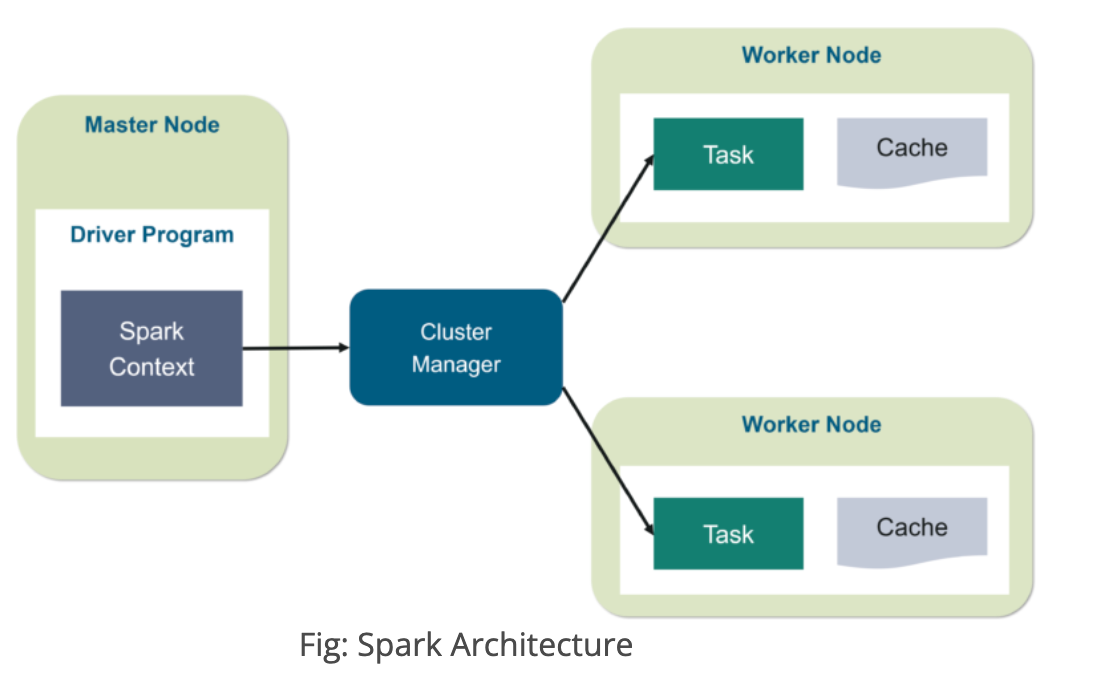 Master Node
Driver Program
Spark
Context
Cluster
Manager
Worker Node
Task
Cache
Worker Node
Task
Cache
Fig: Spark Architecture